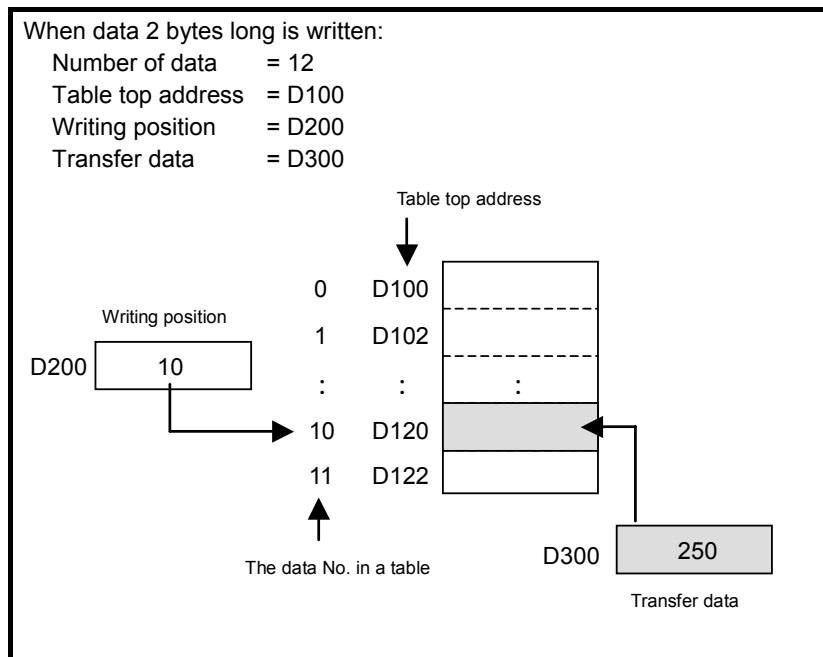 When data 2 bytes long is written:
Number of data = 12
Table top address = D100
Writing position = D200
Transfer data = D300
Table top address
0 D100
Writing position
1 D102
D200 10
: : :
10 D120
11 D122
The data No. in a table
D300 250
Transfer data